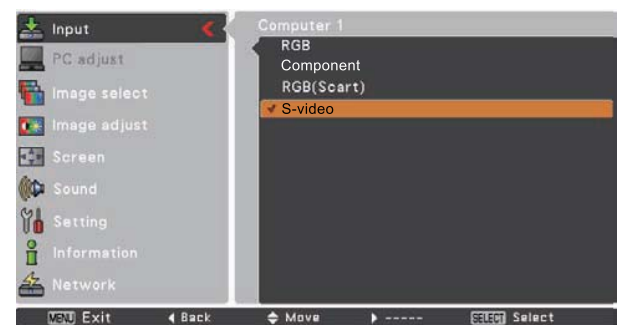 Input
PC adjust
Image select
Image adjust
Screen
Sound
Setting
Information
Network
Computer 1
RGB
Component
RGB(Scart)
S-video
MENU Exit
Back
Move
-----
SELECT Select